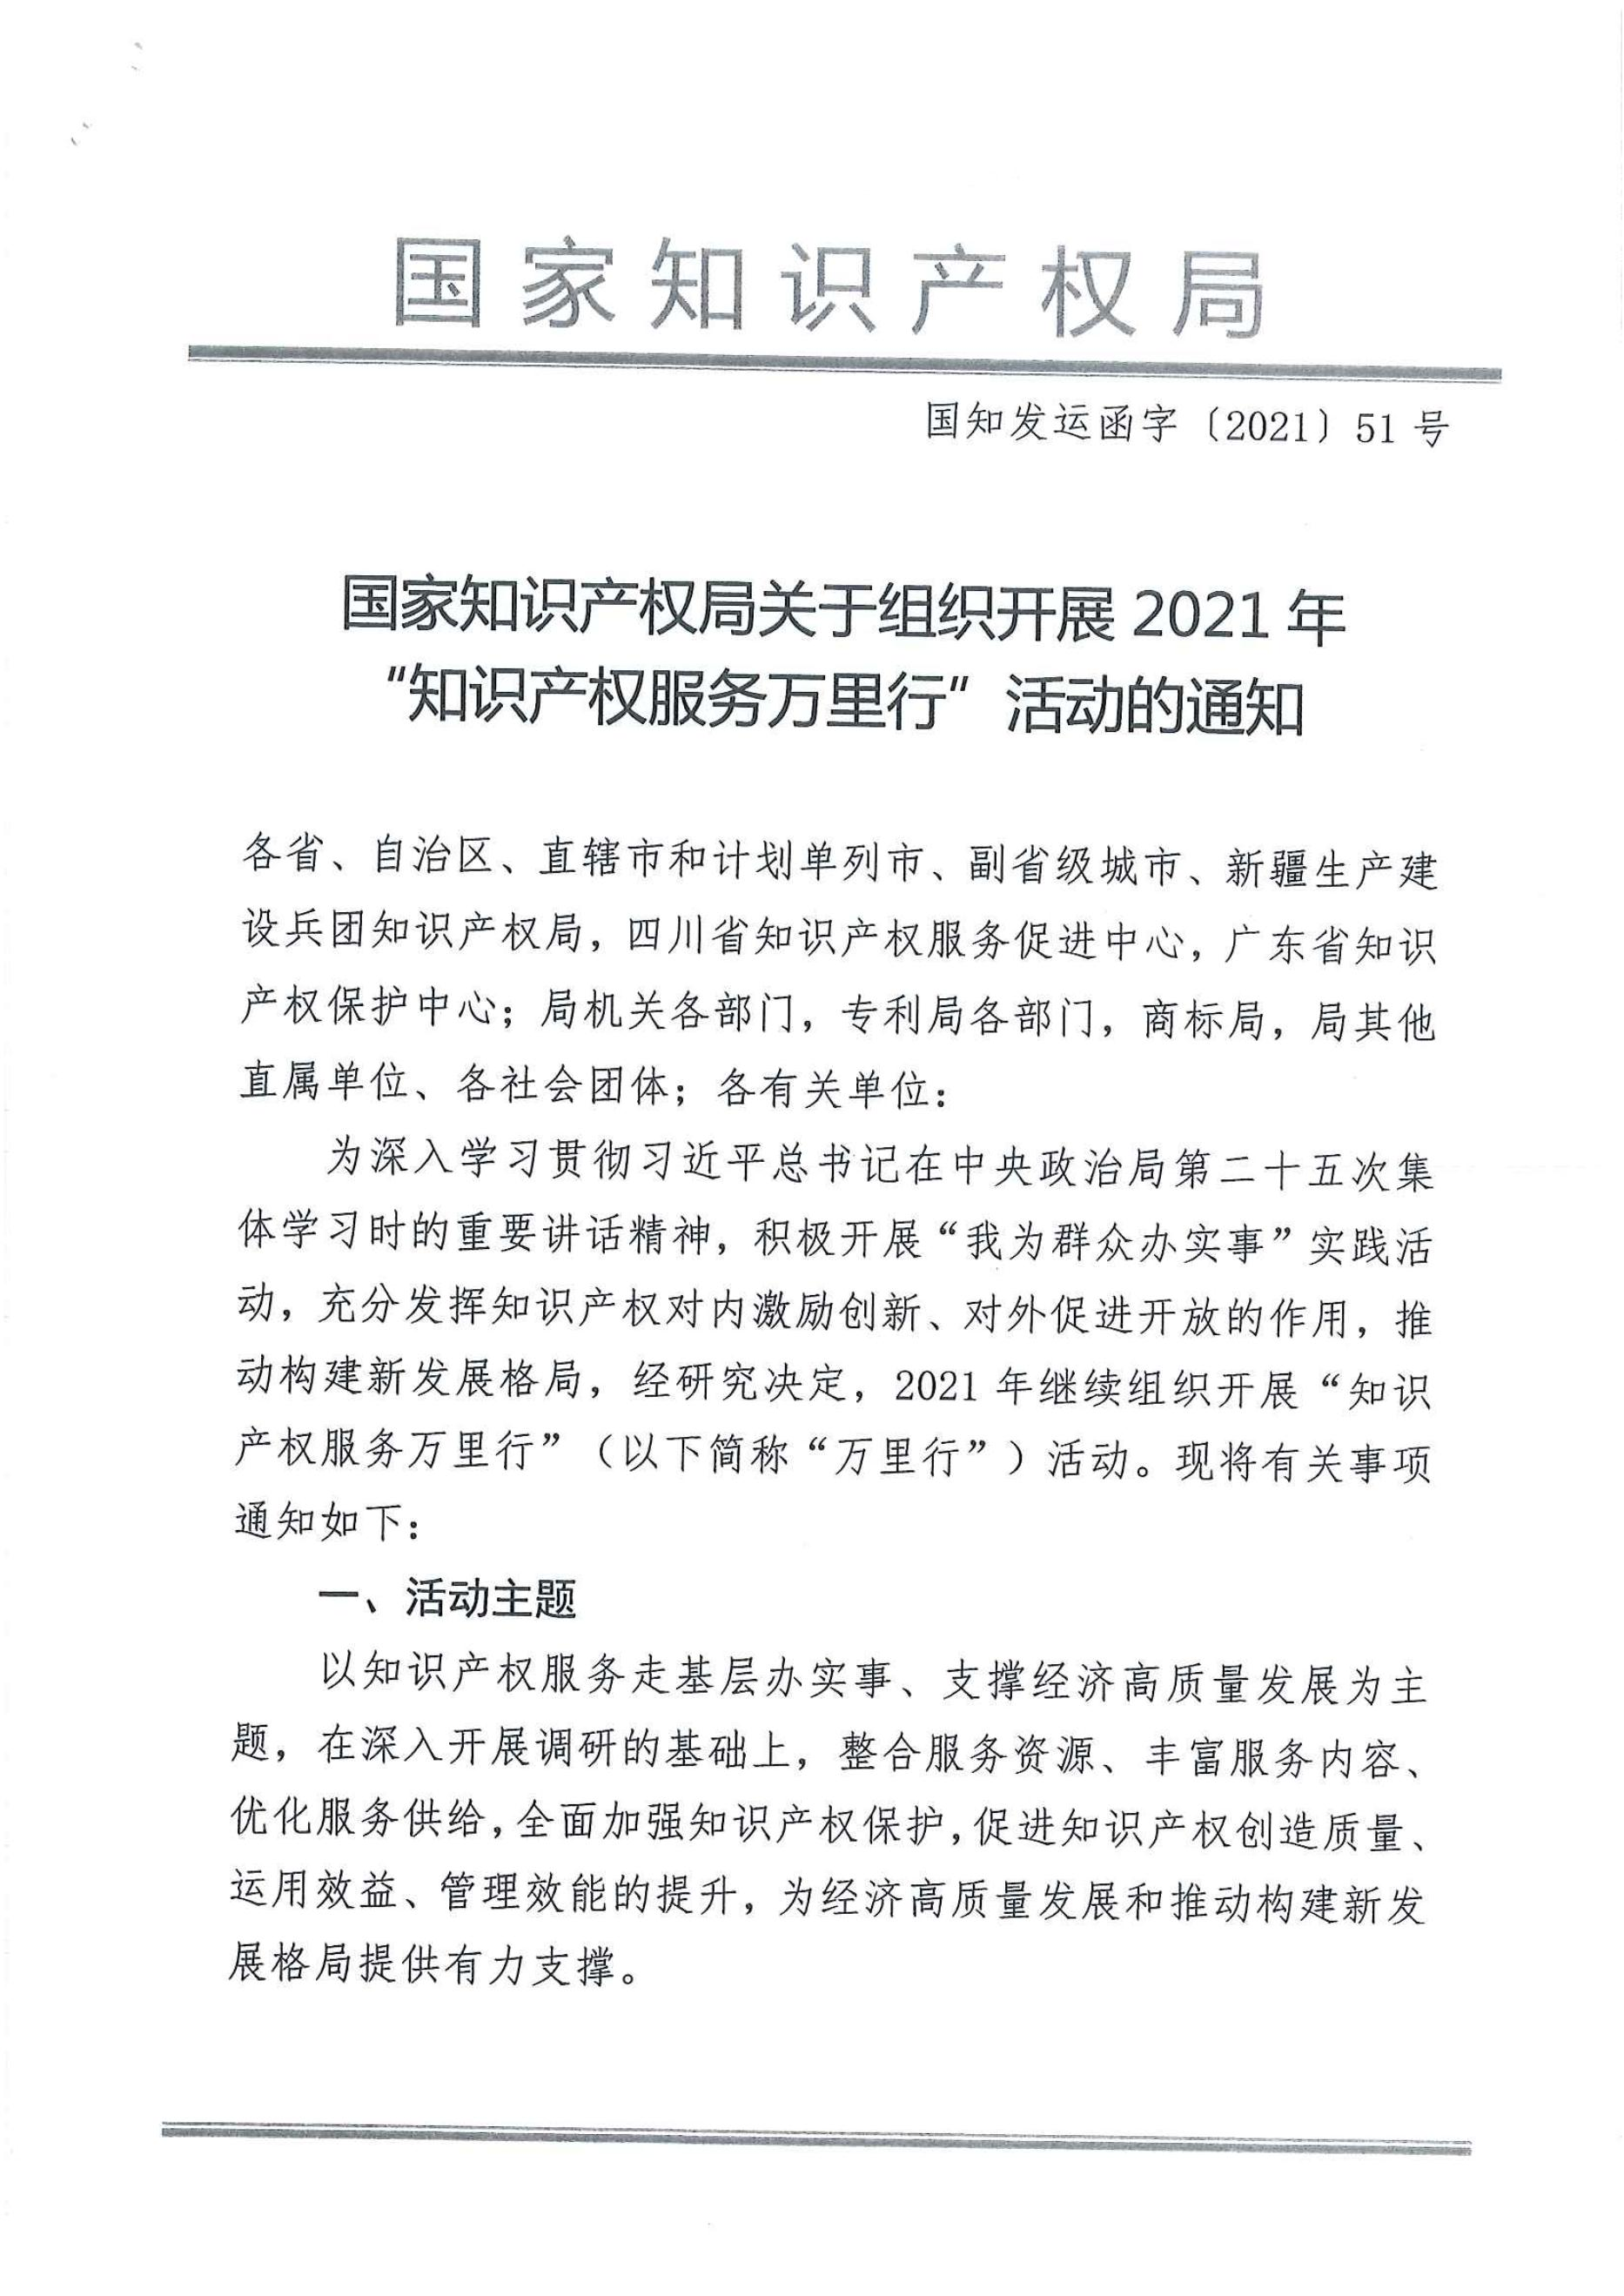 国家知识产权局
国知发运函字〔2021〕51号
国家知识产权局关于组织开展2021年
“知识产权服务万里行”活动的通知
各省、自治区、直辖市和计划单列市、副省级城市、新疆生产建
设兵团知识产权局，四川省知识产权服务促进中心，广东省知识
产权保护中心；局机关各部门，专利局各部门，商标局，局其他
直属单位、各社会团体；各有关单位：
为深入学习贯彻习近平总书记在中央政治局第二十五次集
体学习时的重要讲话精神，积极开展“我为群众办实事”实践活
动，充分发挥知识产权对内激励创新、对外促进开放的作用，推
动构建新发展格局，经研究决定，2021年继续组织开展“知识
产权服务万里行”（以下简称“万里行”）活动。现将有关事项
通知如下：
一、活动主题
以知识产权服务走基层办实事、支撑经济高质量发展为主
题，在深入开展调研的基础上，整合服务资源、丰富服务内容、
优化服务供给，全面加强知识产权保护，促进知识产权创造质量、
运用效益、管理效能的提升，为经济高质量发展和推动构建新发
展格局提供有力支撑。